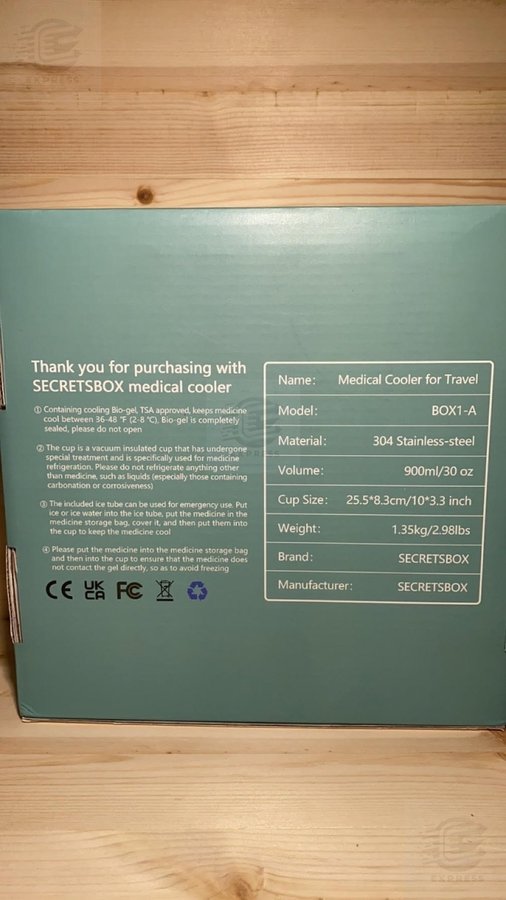 EXPRESS
Thank you for purchasing with
SECRETSBOX medical cooler
① Containing cooling Bio-gel, TSA approved, keeps medicine
cool between 36-48 °F (2-8 °C), Bio-gel is completely
sealed, please do not open
② The cup is a vacuum insulated cup that has undergone
special treatment and is specifically used for medicine
refrigeration. Please do not refrigerate anything other
than medicine, such as liquids (especially those containing
carbonation or corrosiveness)
③ The included ice tube can be used for emergency use. Put
ice or ice water into the ice tube, put the medicine in the
medicine storage bag, cover it, and then put them into
the cup to keep the medicine cool
④ Please put the medicine into the medicine storage bag
and then into the cup to ensure that the medicine does
not contact the gel directly, so as to avoid freezing
CE UK CA FC
Name: Medical Cooler for Travel
Model: BOX1-A
Material: 304 Stainless-steel
Volume: 900ml/30 oz
Cup Size: 25.5*8.3cm/10*3.3 inch
Weight: 1.35kg/2.98lbs
Brand: SECRETSBOX
Manufacturer: SECRETSBOX
EXPRESS
EXPRESS